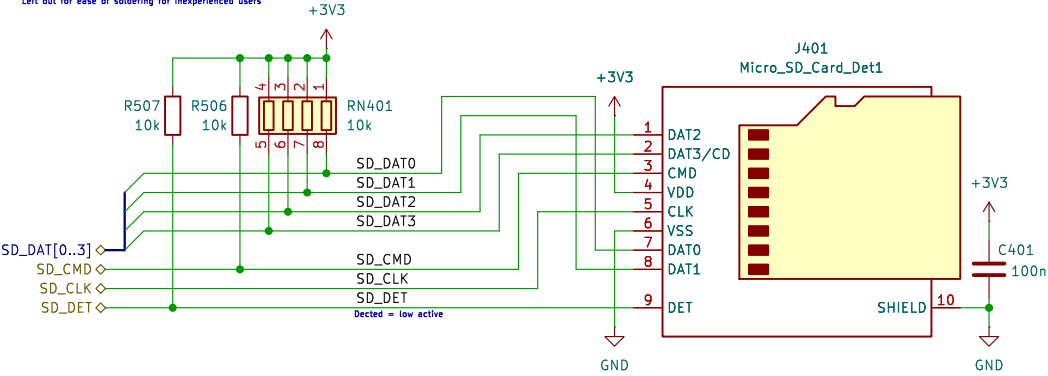 Left out for ease of soldering for inexperienced users
+3V3
J401
Micro_SD_Card_Det1
+3V3
4 3 2 1
R507
10k
R506
10k
RN401
10k
5 6 7 8
1 DAT2
2 DAT3/CD
3 CMD
4 VDD
5 CLK
6 VSS
7 DAT0
8 DAT1
9 DET
SHIELD 10
SD_DAT0
SD_DAT1
SD_DAT2
SD_DAT3
SD_DAT[0..3]
SD_CMD
SD_CLK
SD_DET
SD_CMD
SD_CLK
SD_DET
Dected = low active
GND
+3V3
C401
100n
GND